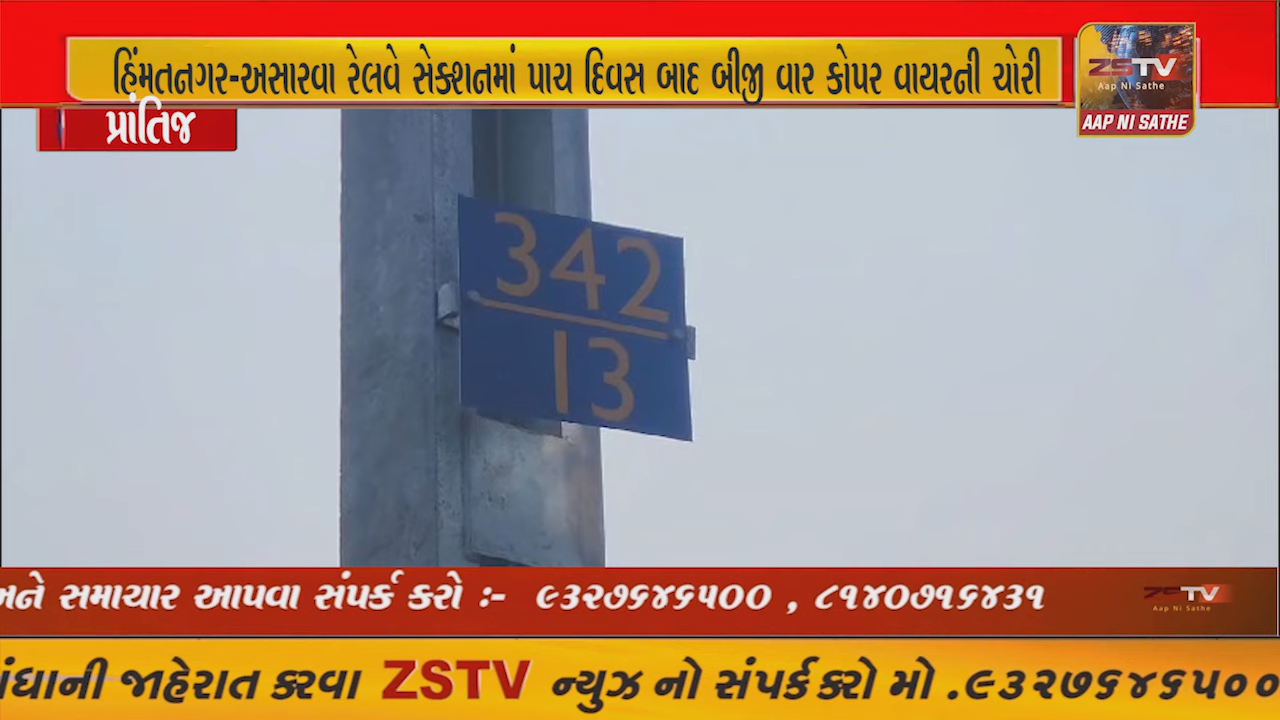 હિંમતનગર-અસારવા રેલવે સેક્શનમાં પાચ દિવસ બાદ બીજી વાર કોપર વાયરની ચોરી
ZSTV
Aap Ni Sathe
AAP NI SATHE
પ્રાંતિજ
342
13
અને સમાચાર આપવા સંપર્ક કરો :- ૯૩૨૭૬૪૬૫૦૦ , ૮૧૪૦૭૧૬૪૩૧
ZSTV
Aap Ni Sathe
ધંધાની જાહેરાત કરવા ZSTV ન્યુઝ નો સંપર્ક કરો મો .૯૩૨૭૬૪૬૫૦૦